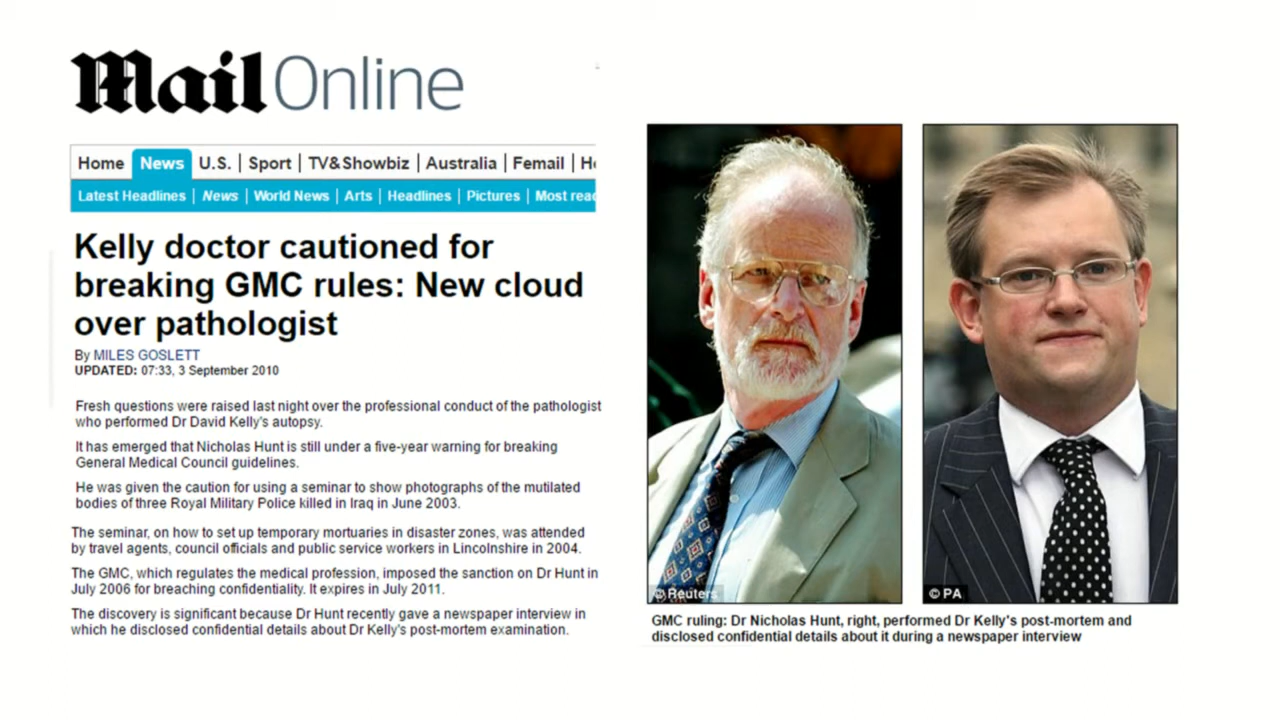 Mail Online
Home News U.S. | Sport | TV&Showbiz | Australia | Femail |
Latest Headlines | News | World News | Arts | Headlines | Pictures | Most
Kelly doctor cautioned for
breaking GMC rules: New cloud
over pathologist
By MILES GOSLETT
UPDATED: 07:33, 3 September 2010
Fresh questions were raised last night over the professional conduct of the pathologist
who performed Dr David Kelly's autopsy.
It has emerged that Nicholas Hunt is still under a five-year warning for breaking
General Medical Council guidelines.
He was given the caution for using a seminar to show photographs of the mutilated
bodies of three Royal Military Police killed in Iraq in June 2003.
The seminar, on how to set up temporary mortuaries in disaster zones, was attended
by travel agents, council officials and public service workers in Lincolnshire in 2004.
The GMC, which regulates the medical profession, imposed the sanction on Dr Hunt in
July 2006 for breaching confidentiality. It expires in July 2011.
The discovery is significant because Dr Hunt recently gave a newspaper interview in
which he disclosed confidential details about Dr Kelly's post-mortem examination.
© Reuters
© PA
GMC ruling: Dr Nicholas Hunt, right, performed Dr Kelly's post-mortem and
disclosed confidential details about it during a newspaper interview